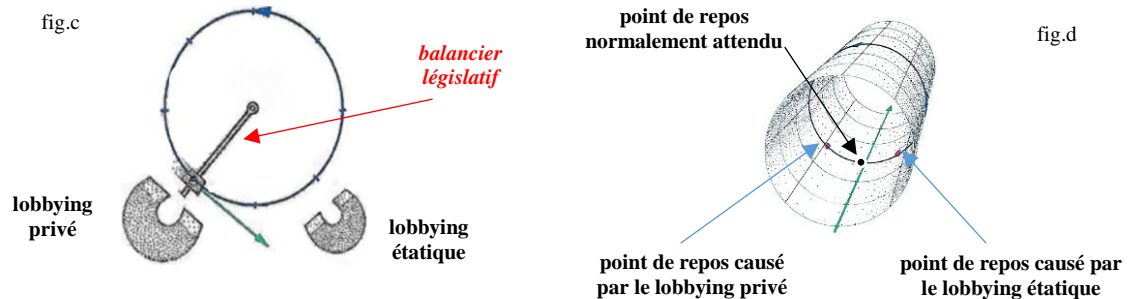 fig.c
balancier
législatif
lobbying
privé
lobbying
étatique
point de repos
normalement attendu
fig.d
point de repos causé
par le lobbying privé
point de repos causé par
le lobbying étatique